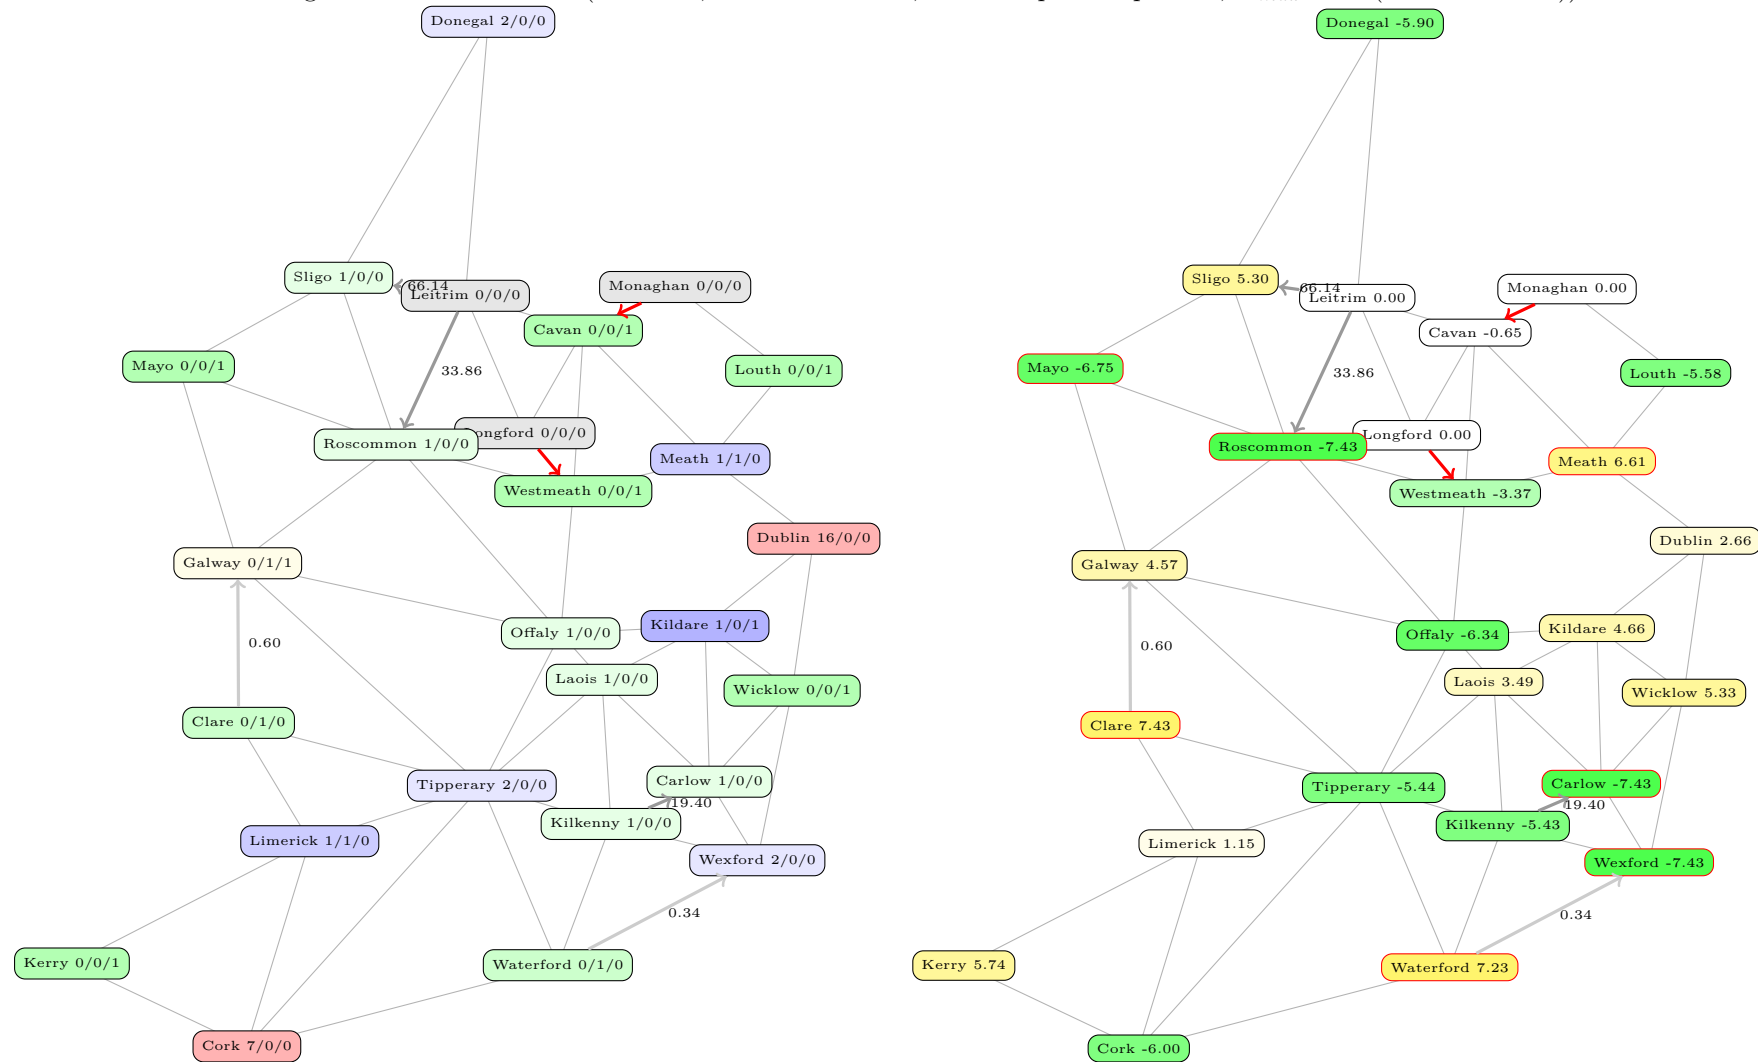 Donegal 2/0/0
Sligo 1/0/0
66.14
Leitrim 0/0/0
Monaghan 0/0/0
Cavan 0/0/1
Mayo 0/0/1
33.86
Louth 0/0/1
Roscommon 1/0/0
Longford 0/0/0
Meath 1/1/0
Westmeath 0/0/1
Dublin 16/0/0
Galway 0/1/1
Offaly 1/0/0
Kildare 1/0/1
0.60
Laois 1/0/0
Wicklow 0/0/1
Clare 0/1/0
Tipperary 2/0/0
Carlow 1/0/0
19.40
Kilkenny 1/0/0
Limerick 1/1/0
Wexford 2/0/0
0.34
Kerry 0/0/1
Waterford 0/1/0
Cork 7/0/0
Donegal -5.90
Sligo 5.30
66.14
Leitrim 0.00
Monaghan 0.00
Cavan -0.65
Mayo -6.75
33.86
Louth -5.58
Roscommon -7.43
Longford 0.00
Meath 6.61
Westmeath -3.37
Dublin 2.66
Galway 4.57
Offaly -6.34
Kildare 4.66
0.60
Laois 3.49
Wicklow 5.33
Clare 7.43
Tipperary -5.44
Carlow -7.43
19.40
Kilkenny -5.43
Limerick 1.15
Wexford -7.43
0.34
Kerry 5.74
Waterford 7.23
Cork -6.00